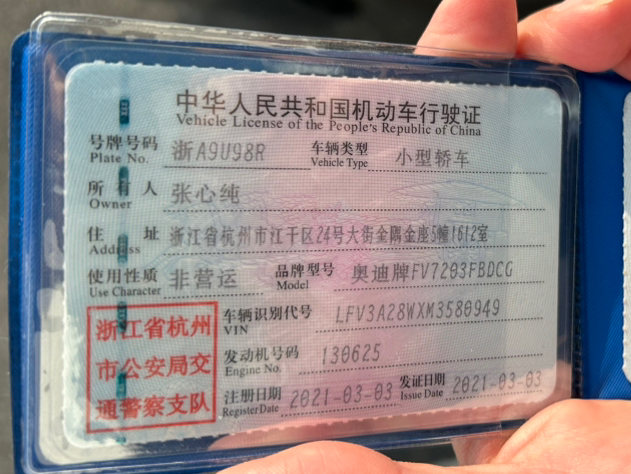 中华人民共和国机动车行驶证
Vehicle License of the People's Republic of China
号牌号码 浙A9U98R 车辆类型 小型轿车
Plate No. Vehicle Type
所有人 张心纯
Owner
住址 浙江省杭州市江干区24号大街金隅金座5幢1612室
Address
使用性质 非营运 品牌型号 奥迪牌FV7203FBDCG
Use Character Model
浙江省杭州
市公安局交
通警察支队
车辆识别代号 LFV3A28WXM3580949
VIN
发动机号码 130625
Engine No.
注册日期 2021-03-03 发证日期 2021-03-03
Register Date Issue Date